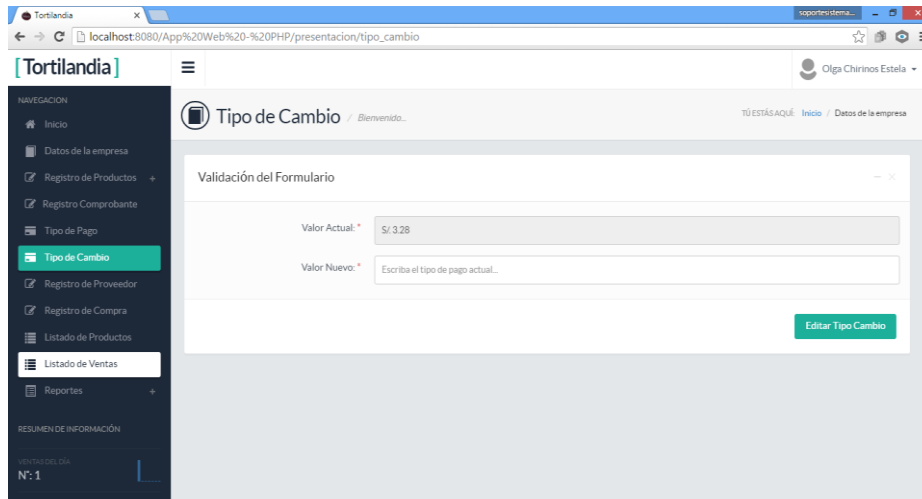 Tortilandia
soportesistema...
localhost:8080/App%20Web%20-%20PHP/presentacion/tipo_cambio
[Tortilandia]
Olga Chirinos Estela
NAVEGACION
Inicio
Datos de la empresa
Registro de Productos +
Registro Comprobante
Tipo de Pago
Tipo de Cambio
Registro de Proveedor
Registro de Compra
Listado de Productos
Listado de Ventas
Reportes +
RESUMEN DE INFORMACIÓN
VENTAS DEL DÍA
N°: 1
Tipo de Cambio / Bienvenido...
TÚ ESTÁS AQUÍ: Inicio / Datos de la empresa
Validación del Formulario
Valor Actual: *
S/. 3.28
Valor Nuevo: *
Escriba el tipo de pago actual...
Editar Tipo Cambio